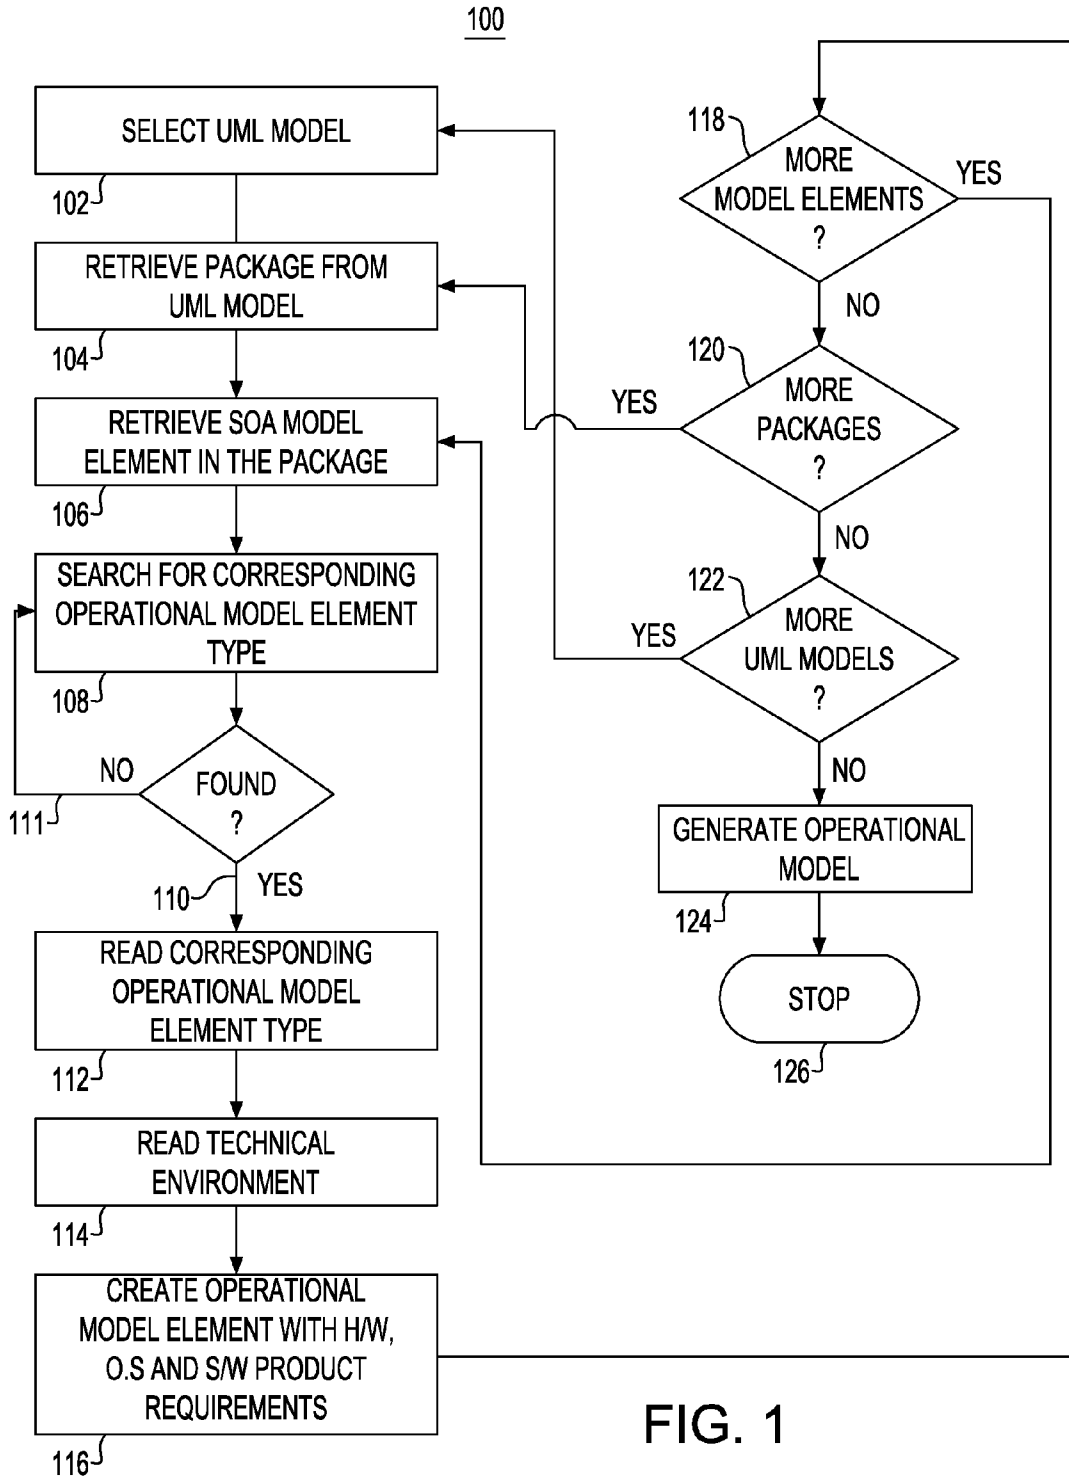 100
SELECT UML MODEL
102
RETRIEVE PACKAGE FROM
UML MODEL
104
RETRIEVE SOA MODEL
ELEMENT IN THE PACKAGE
106
SEARCH FOR CORRESPONDING
OPERATIONAL MODEL ELEMENT
TYPE
108
NO
FOUND
?
111
110
YES
READ CORRESPONDING
OPERATIONAL MODEL
ELEMENT TYPE
112
READ TECHNICAL
ENVIRONMENT
114
CREATE OPERATIONAL
MODEL ELEMENT WITH H/W,
O.S AND S/W PRODUCT
REQUIREMENTS
116
118
MORE
MODEL ELEMENTS
?
YES
NO
120
MORE
PACKAGES
?
YES
NO
122
MORE
UML MODELS
?
YES
NO
GENERATE OPERATIONAL
MODEL
124
STOP
126
FIG. 1